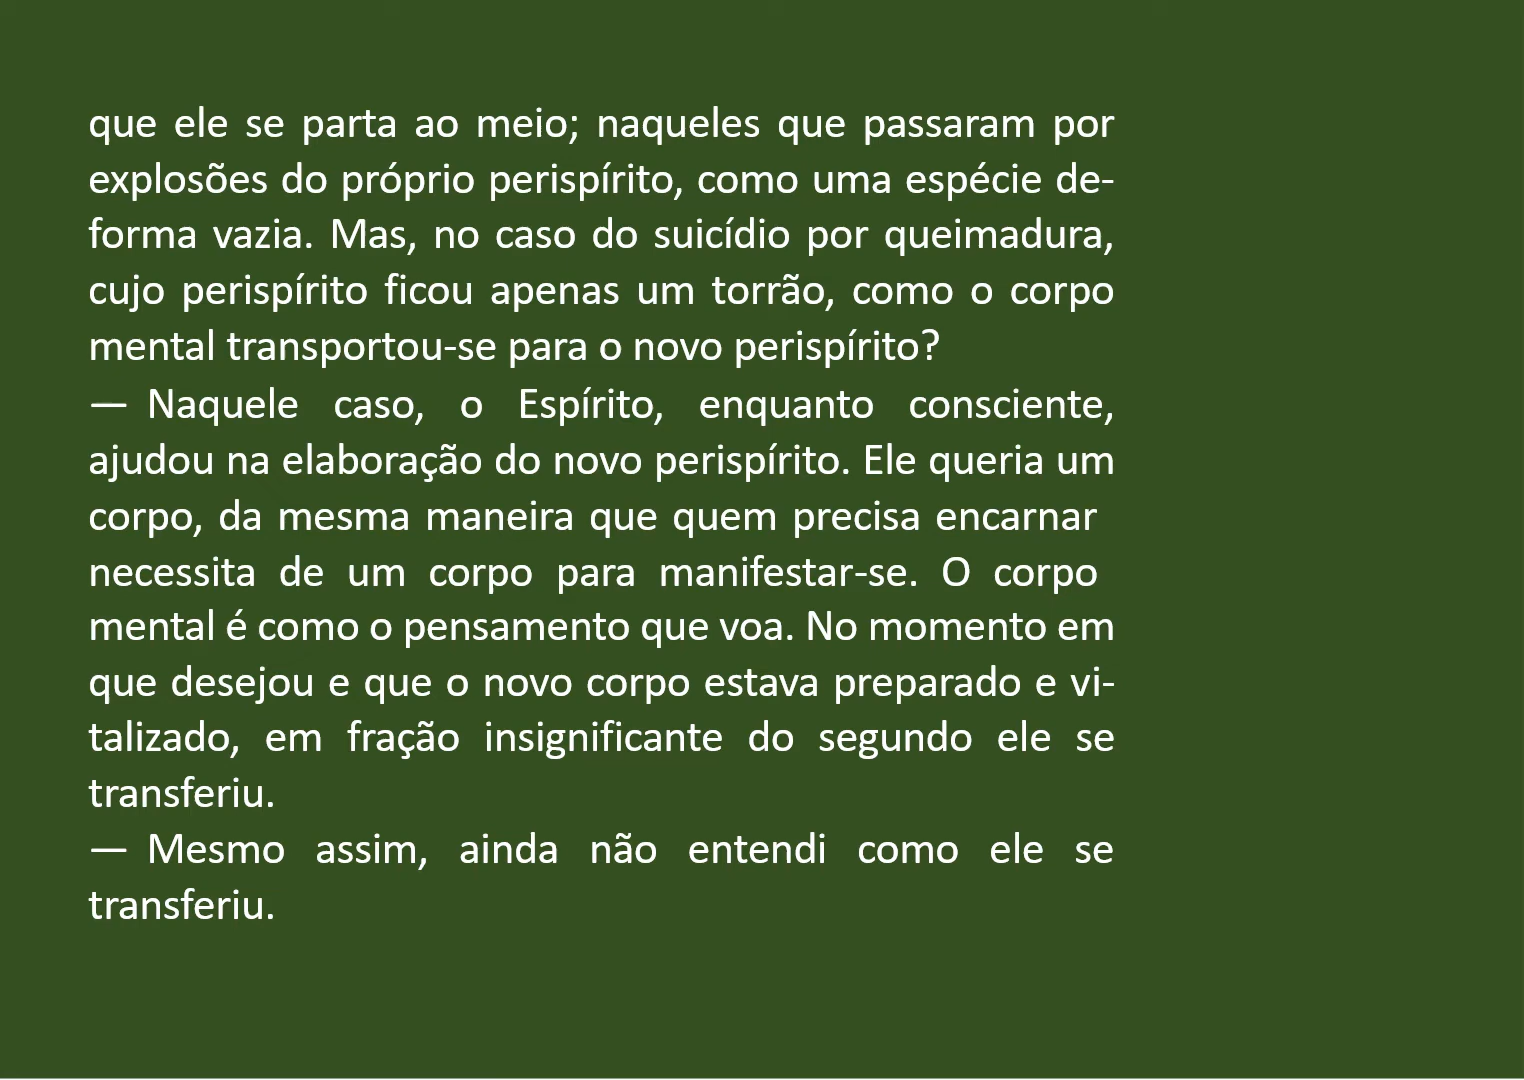 que ele se parta ao meio; naqueles que passaram por
explosões do próprio perispírito, como uma espécie de-
forma vazia. Mas, no caso do suicídio por queimadura,
cujo perispírito ficou apenas um torrão, como o corpo
mental transportou-se para o novo perispírito?
— Naquele caso, o Espírito, enquanto consciente,
ajudou na elaboração do novo perispírito. Ele queria um
corpo, da mesma maneira que quem precisa encarnar
necessita de um corpo para manifestar-se. O corpo
mental é como o pensamento que voa. No momento em
que desejou e que o novo corpo estava preparado e vi-
talizado, em fração insignificante do segundo ele se
transferiu.
— Mesmo assim, ainda não entendi como ele se
transferiu.